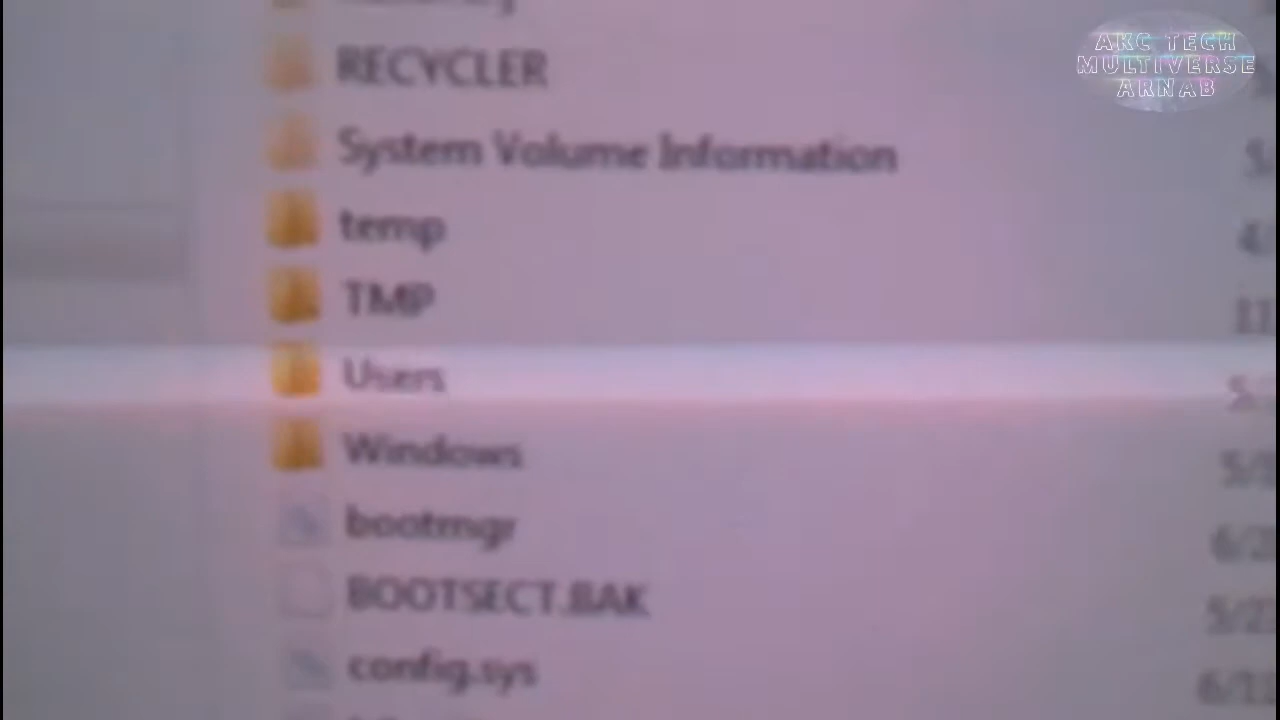 AKC TECH
MULTIVERSE
ARNAB
RECYCLER
System Volume Information
temp
TMP
Users
Windows
bootmgr
BOOTSECT.BAK
config.sys